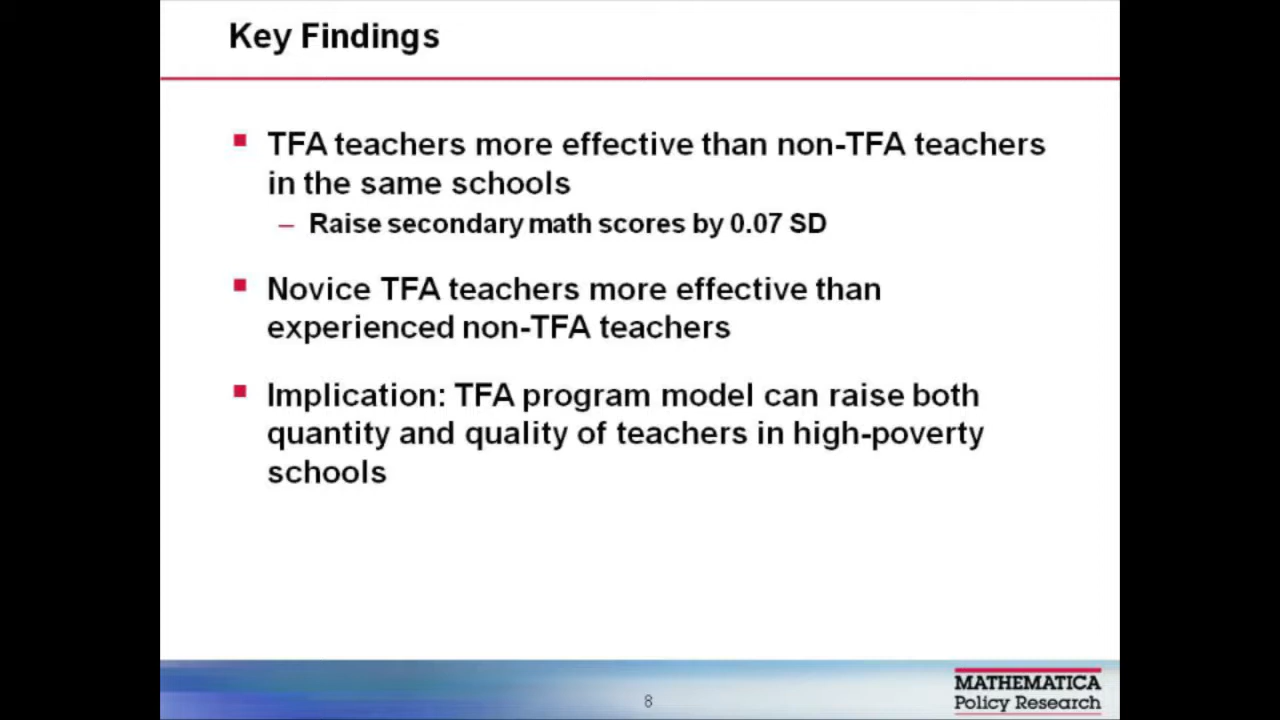 Key Findings
TFA teachers more effective than non-TFA teachers
in the same schools
– Raise secondary math scores by 0.07 SD
Novice TFA teachers more effective than
experienced non-TFA teachers
Implication: TFA program model can raise both
quantity and quality of teachers in high-poverty
schools
8
MATHEMATICA
Policy Research